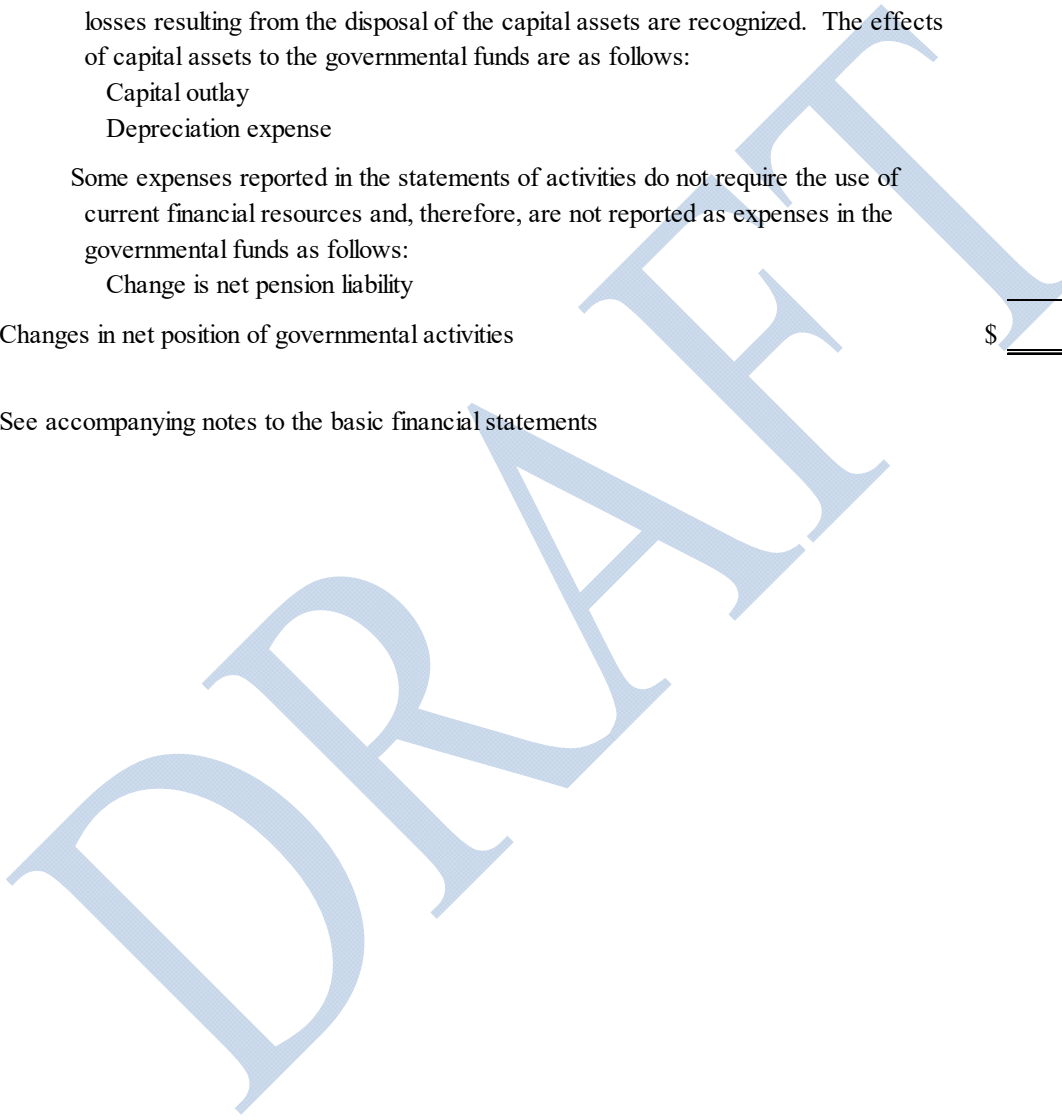 losses resulting from the disposal of the capital assets are recognized.  The effects
of capital assets to the governmental funds are as follows:
Capital outlay
Depreciation expense
Some expenses reported in the statements of activities do not require the use of
current financial resources and, therefore, are not reported as expenses in the
governmental funds as follows:
Change is net pension liability
Changes in net position of governmental activities $
See accompanying notes to the basic financial statements
DRAFT